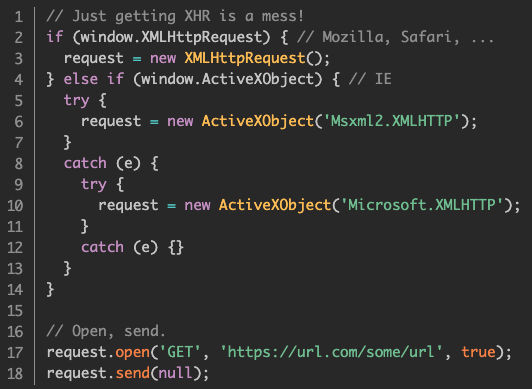 1 // Just getting XHR is a mess!
2 if (window.XMLHttpRequest) { // Mozilla, Safari, ...
3   request = new XMLHttpRequest();
4 } else if (window.ActiveXObject) { // IE
5   try {
6     request = new ActiveXObject('Msxml2.XMLHTTP');
7   }
8   catch (e) {
9     try {
10       request = new ActiveXObject('Microsoft.XMLHTTP');
11     }
12     catch (e) {}
13   }
14 }
15
16 // Open, send.
17 request.open('GET', 'https://url.com/some/url', true);
18 request.send(null);